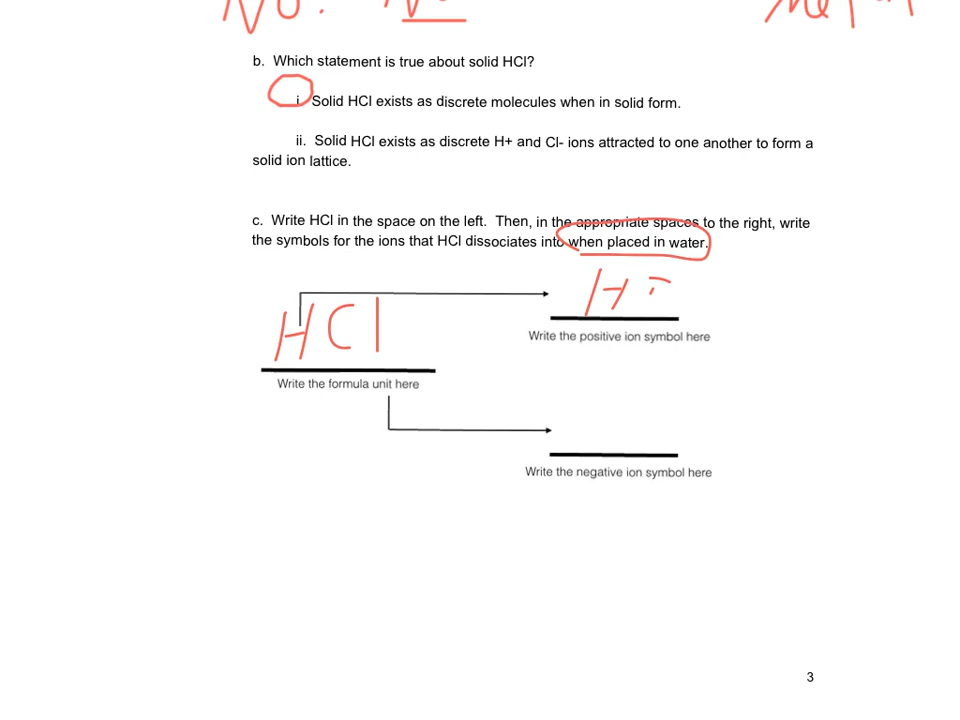 No.
b. Which statement is true about solid HCl?
i. Solid HCl exists as discrete molecules when in solid form.
ii. Solid HCl exists as discrete H+ and Cl- ions attracted to one another to form a
solid ion lattice.
c. Write HCl in the space on the left. Then, in the appropriate spaces to the right, write
the symbols for the ions that HCl dissociates into when placed in water.
H
HCl
Write the positive ion symbol here
Write the formula unit here
Write the negative ion symbol here
3